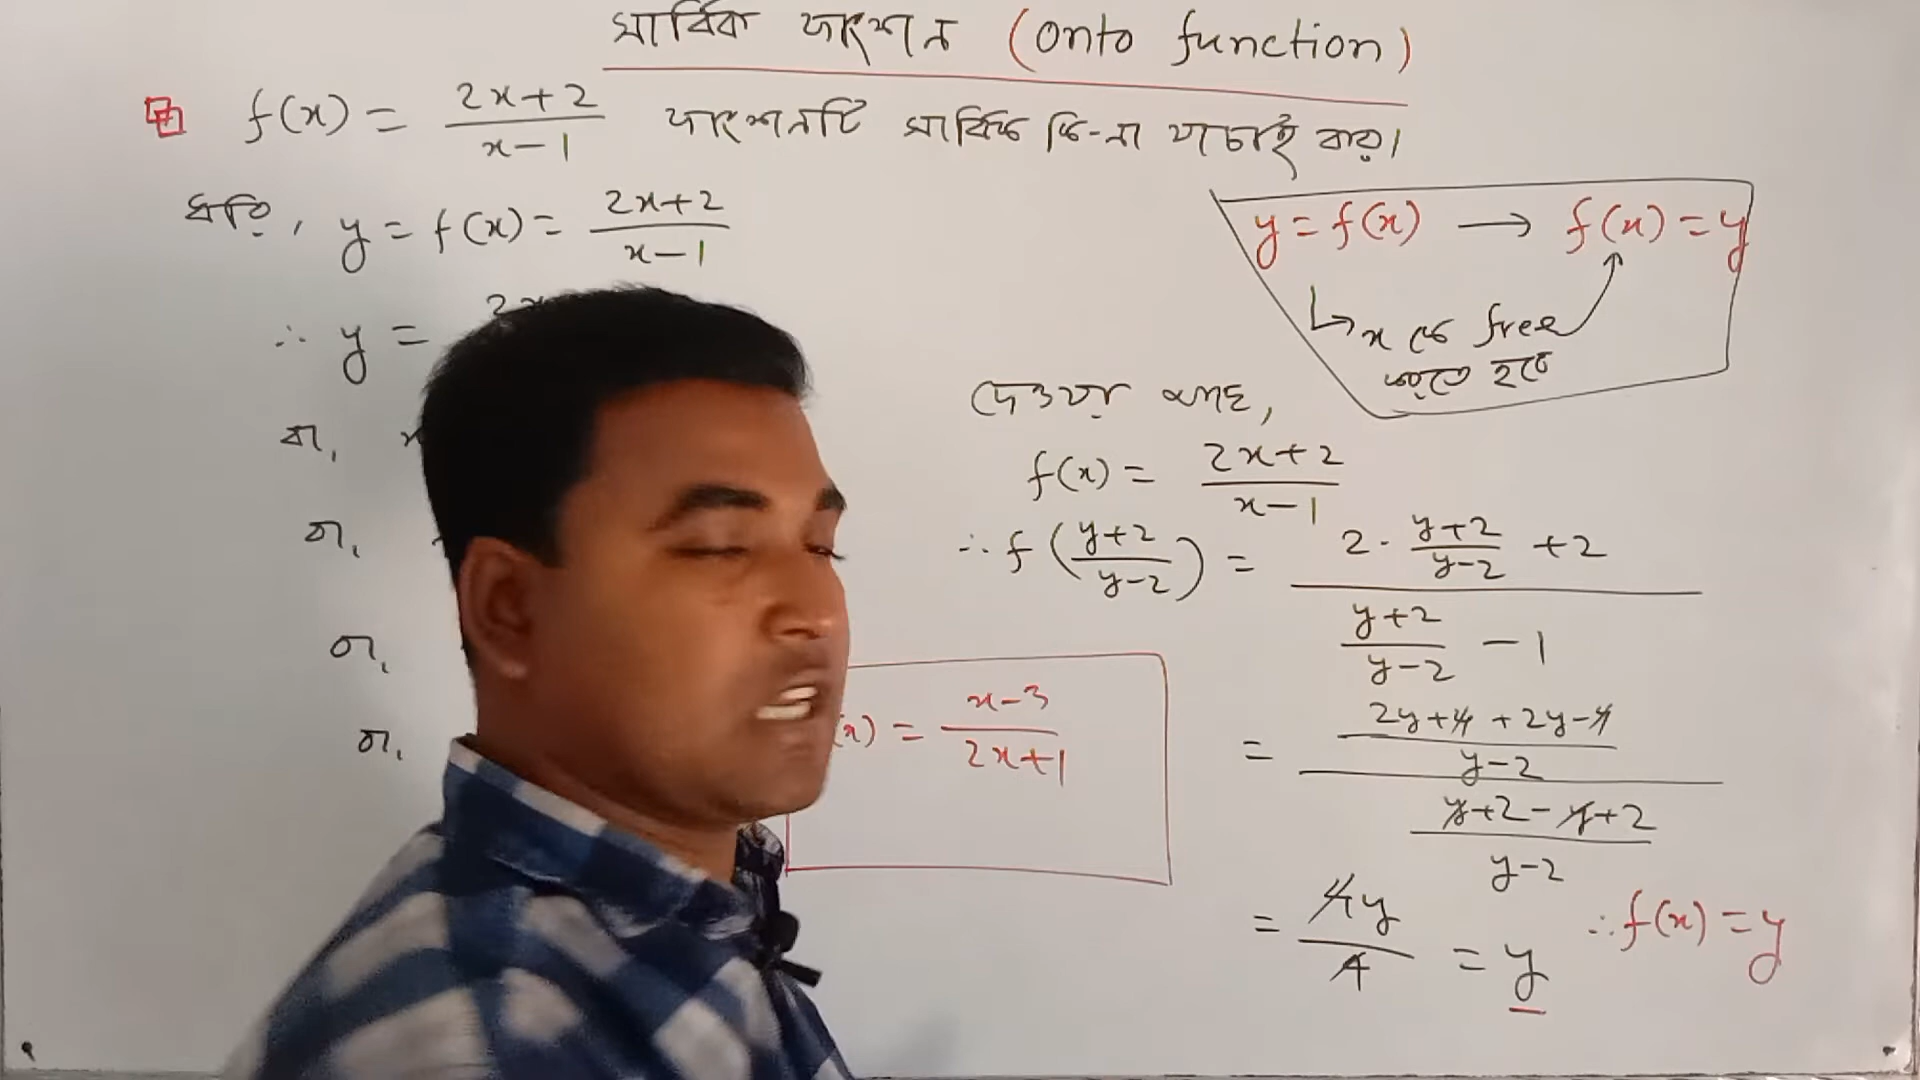 সার্বিক ফাংশন (onto function)
f(x) = (2x+2)/(x-1) ফাংশনটি সার্বিক কি-না যাচাই কর।
ধরি, y = f(x) = (2x+2)/(x-1)
y = f(x) → f(x) = y
x কে free
করতে হবে
∴ y =
বা,
বা,
বা,
বা,
(x) = (x-3)/(2x+1)
দেওয়া আছে,
f(x) = (2x+2)/(x-1)
∴ f((y+2)/(y-2)) = (2·(y+2)/(y-2) + 2)/((y+2)/(y-2) - 1)
= ((2y+4+2y-4)/(y-2))/((y+2-y+2)/(y-2))
= 4y/4 = y ∴ f(x) = y